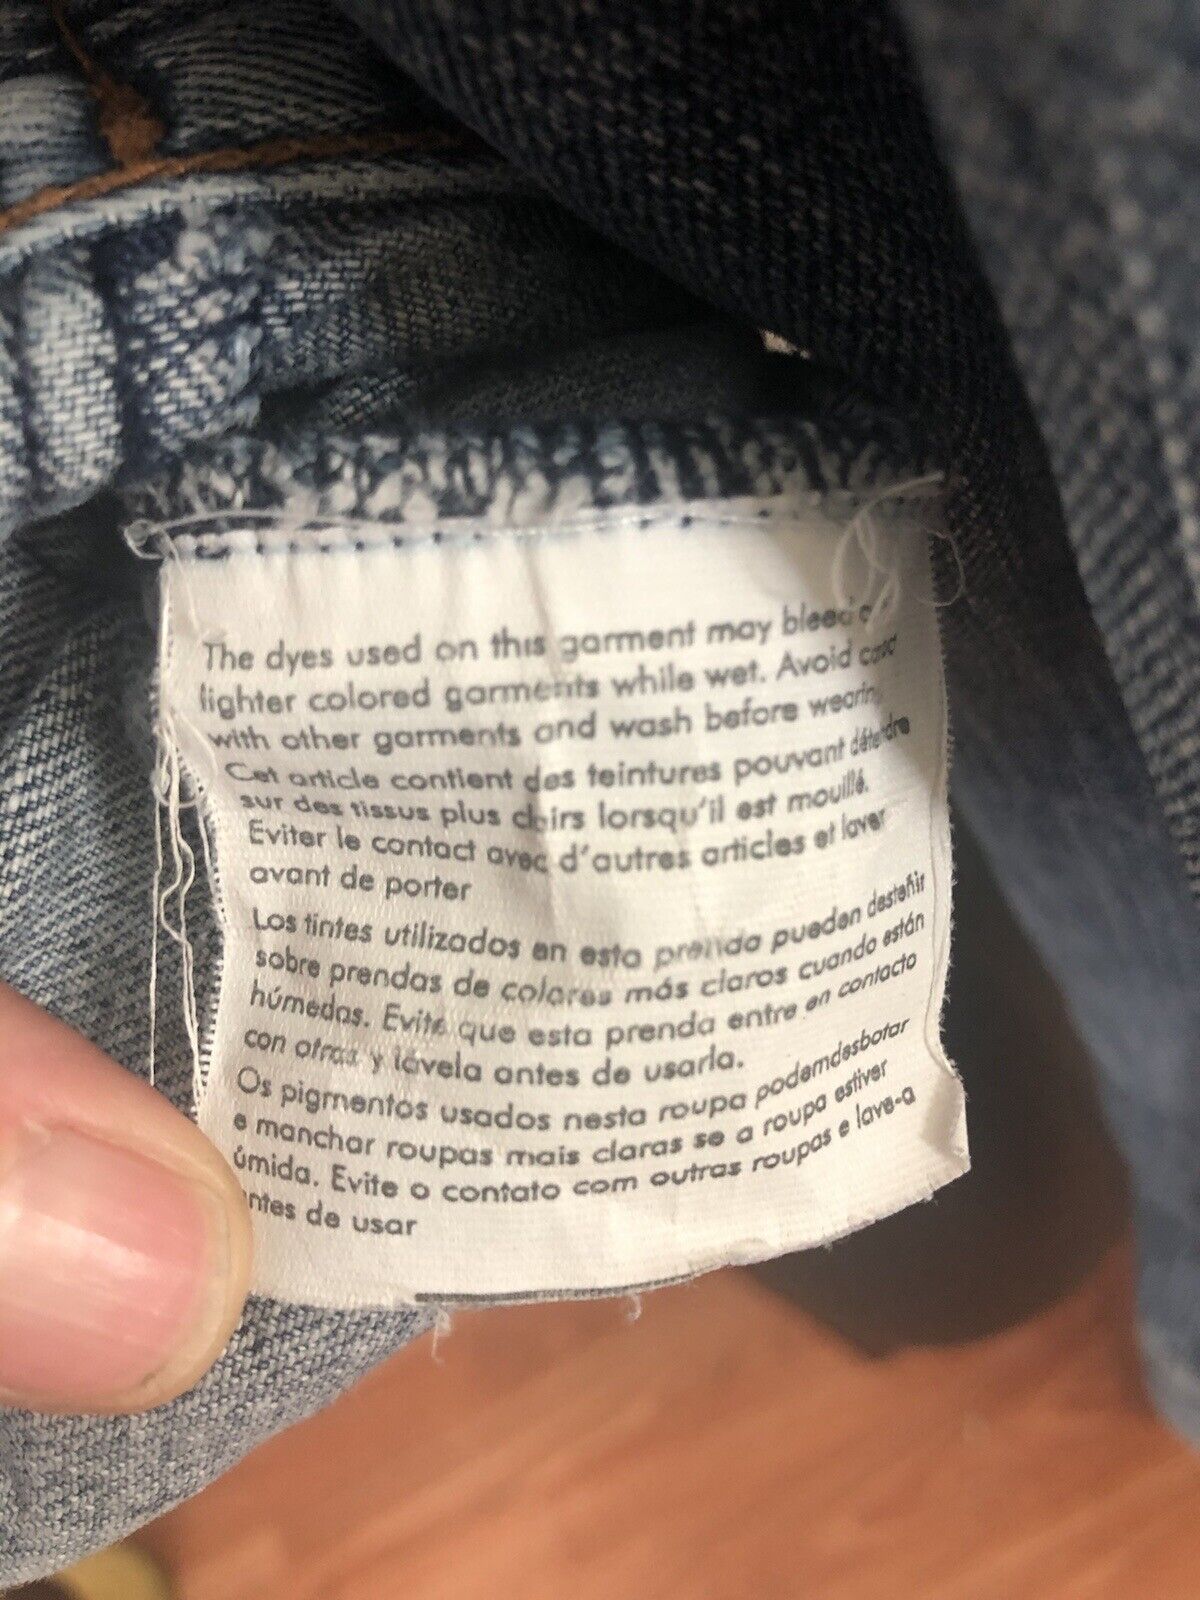 The dyes used on this garment may bleed
lighter colored garments while wet. Avoid
with other garments and wash before wearing
Cet article contient des teintures pouvant déteindre
sur des tissus plus clairs lorsqu'il est mouillé.
Eviter le contact avec d'autres articles et laver
avant de porter
Los tintes utilizados en esta prenda pueden desteñir
sobre prendas de colores más claros cuando están
húmedas. Evite que esta prenda entre en contacto
con otras y lávela antes de usarla.
Os pigmentos usados nesta roupa podemdesbotar
e manchar roupas mais claras se a roupa estiver
úmida. Evite o contato com outras roupas e lave-a
ntes de usar